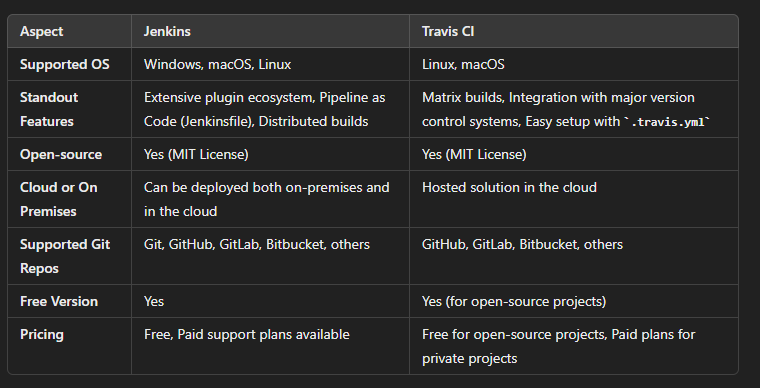 Aspect Jenkins Travis CI
Supported OS Windows, macOS, Linux Linux, macOS
Standout Extensive plugin ecosystem, Pipeline as Matrix builds, Integration with major version
Features Code (Jenkinsfile), Distributed builds control systems, Easy setup with `.travis.yml`
Open-source Yes (MIT License) Yes (MIT License)
Cloud or On Can be deployed both on-premises and Hosted solution in the cloud
Premises in the cloud
Supported Git Git, GitHub, GitLab, Bitbucket, others GitHub, GitLab, Bitbucket, others
Repos
Free Version Yes Yes (for open-source projects)
Pricing Free, Paid support plans available Free for open-source projects, Paid plans for
private projects